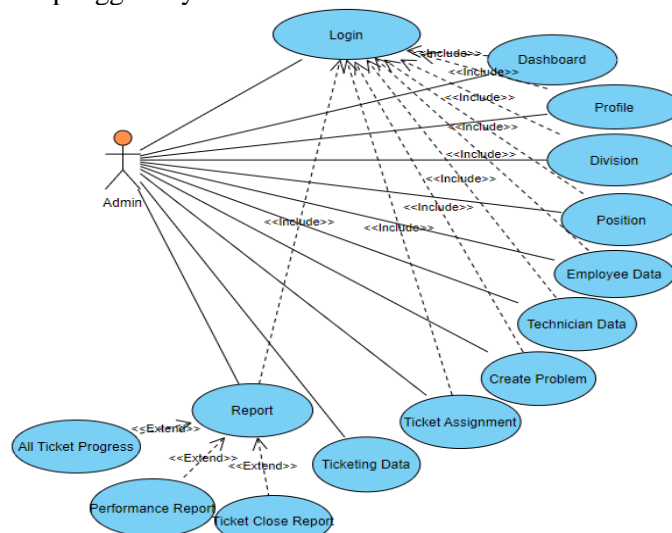 Login
<<Include>>
Dashboard
<<Include>>
<<Include>>
Profile
<<Include>>
<<Include>>
Division
<<Include>>
Admin
<<Include>>
Position
<<Include>>
<<Include>>
Employee Data
Technician Data
Create Problem
Report
Ticket Assignment
<<Extend>>
All Ticket Progress
<<Extend>>
<<Extend>>
Ticketing Data
Performance Report
Ticket Close Report